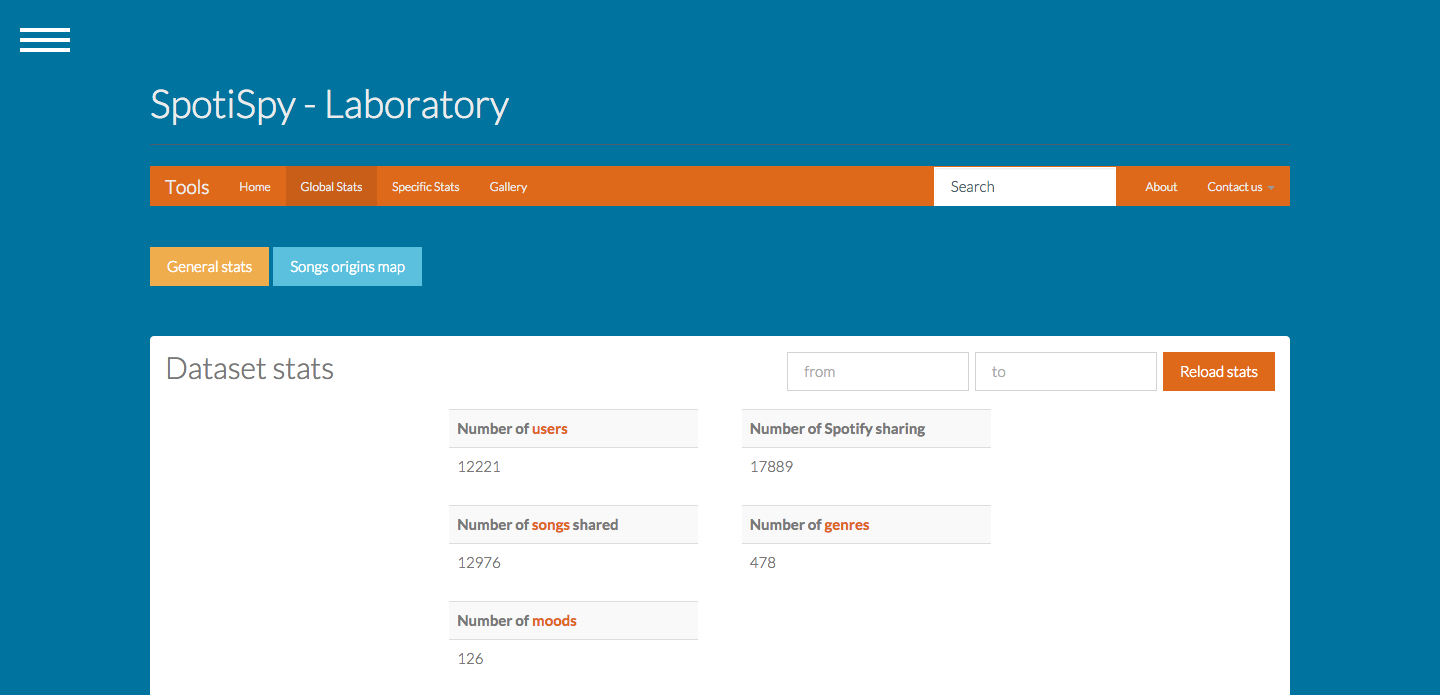 SpotiSpy - Laboratory
Tools Home Global Stats Specific Stats Gallery Search About Contact us
General stats Songs origins map
Dataset stats from to Reload stats
Number of users Number of Spotify sharing
12221 17889
Number of songs shared Number of genres
12976 478
Number of moods
126